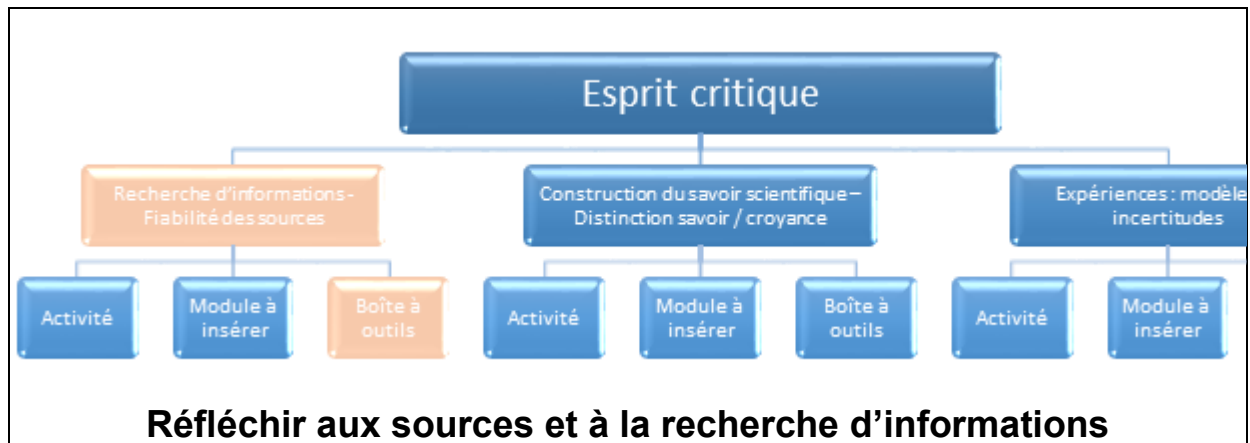 Esprit critique
Recherche d'informations-
Fiabilité des sources
Construction du savoir scientifique–
Distinction savoir / croyance
Expériences : modèle
incertitudes
Activité
Module à
insérer
Boîte à
outils
Activité
Module à
insérer
Boîte à
outils
Activité
Module à
insérer
Réfléchir aux sources et à la recherche d'informations